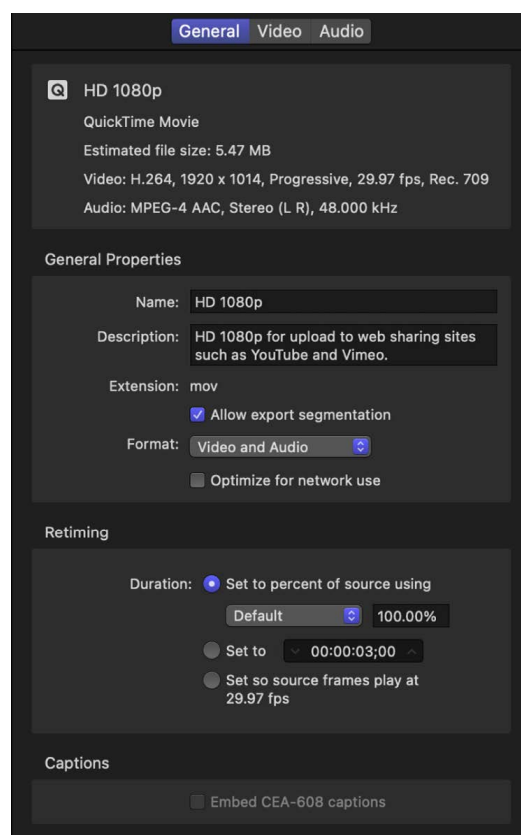 General Video Audio
Q HD 1080p
QuickTime Movie
Estimated file size: 5.47 MB
Video: H.264, 1920 x 1014, Progressive, 29.97 fps, Rec. 709
Audio: MPEG-4 AAC, Stereo (L R), 48.000 kHz
General Properties
Name: HD 1080p
Description: HD 1080p for upload to web sharing sites
such as YouTube and Vimeo.
Extension: mov
Allow export segmentation
Format: Video and Audio
Optimize for network use
Retiming
Duration: Set to percent of source using
Default 100.00%
Set to 00:00:03;00
Set so source frames play at
29.97 fps
Captions
Embed CEA-608 captions